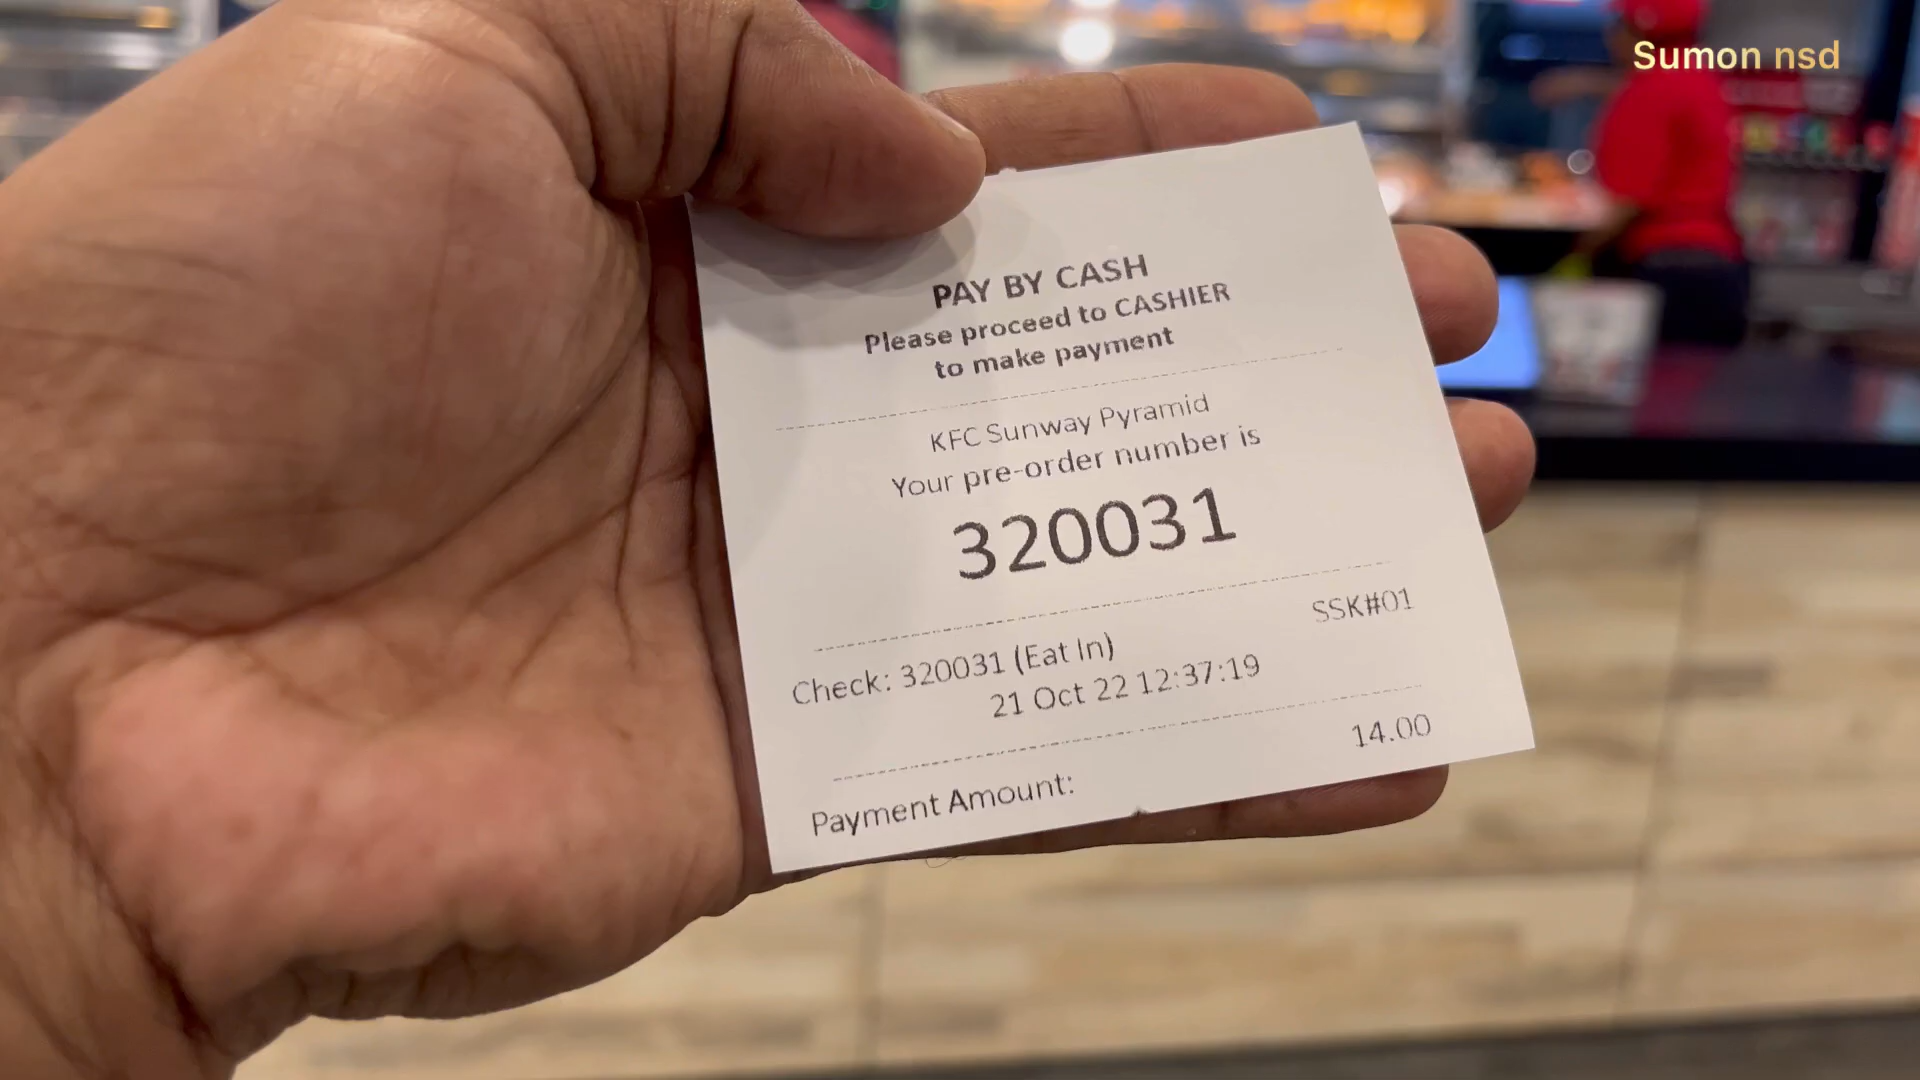 Sumon nsd
PAY BY CASH
Please proceed to CASHIER
to make payment
KFC Sunway Pyramid
Your pre-order number is
320031
SSK#01
Check: 320031 (Eat In)
21 Oct 22 12:37:19
14.00
Payment Amount: